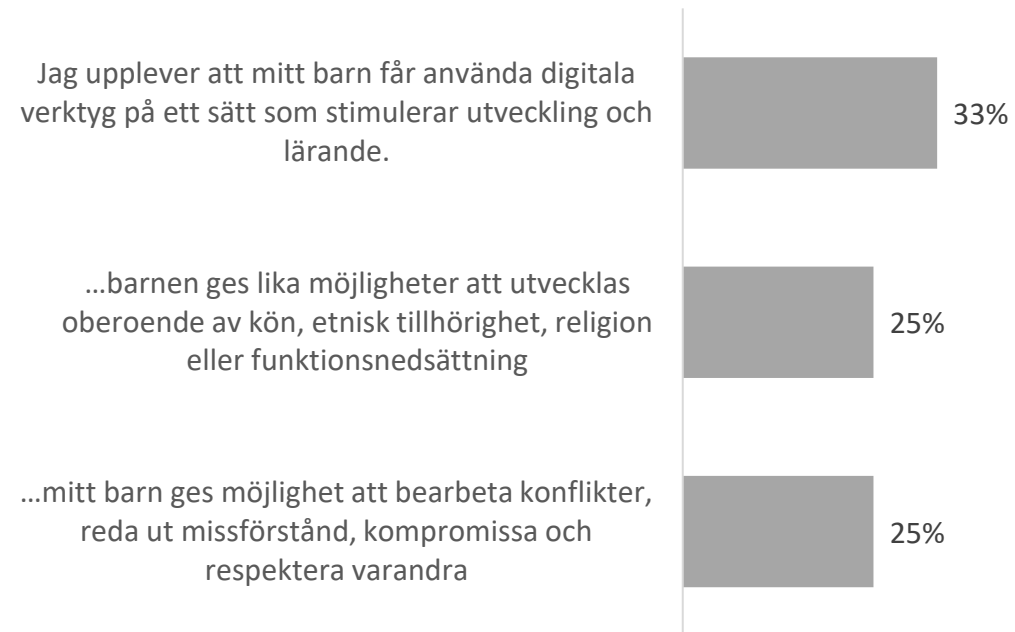 Jag upplever att mitt barn får använda digitala
verktyg på ett sätt som stimulerar utveckling och
lärande.
33%
…barnen ges lika möjligheter att utvecklas
oberoende av kön, etnisk tillhörighet, religion
eller funktionsnedsättning
25%
…mitt barn ges möjlighet att bearbeta konflikter,
reda ut missförstånd, kompromissa och
respektera varandra
25%